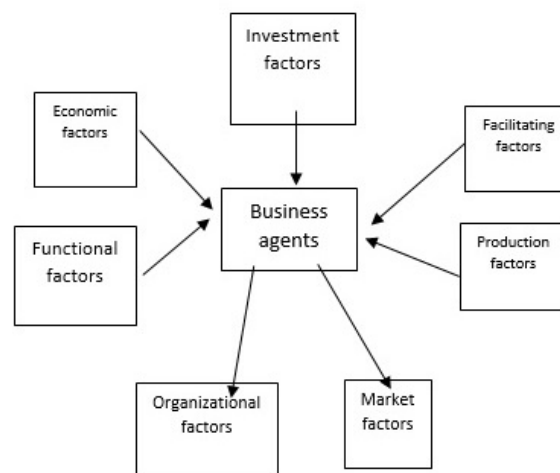 Investment
factors
Economic
factors
Facilitating
factors
Business
agents
Functional
factors
Production
factors
Organizational
factors
Market
factors